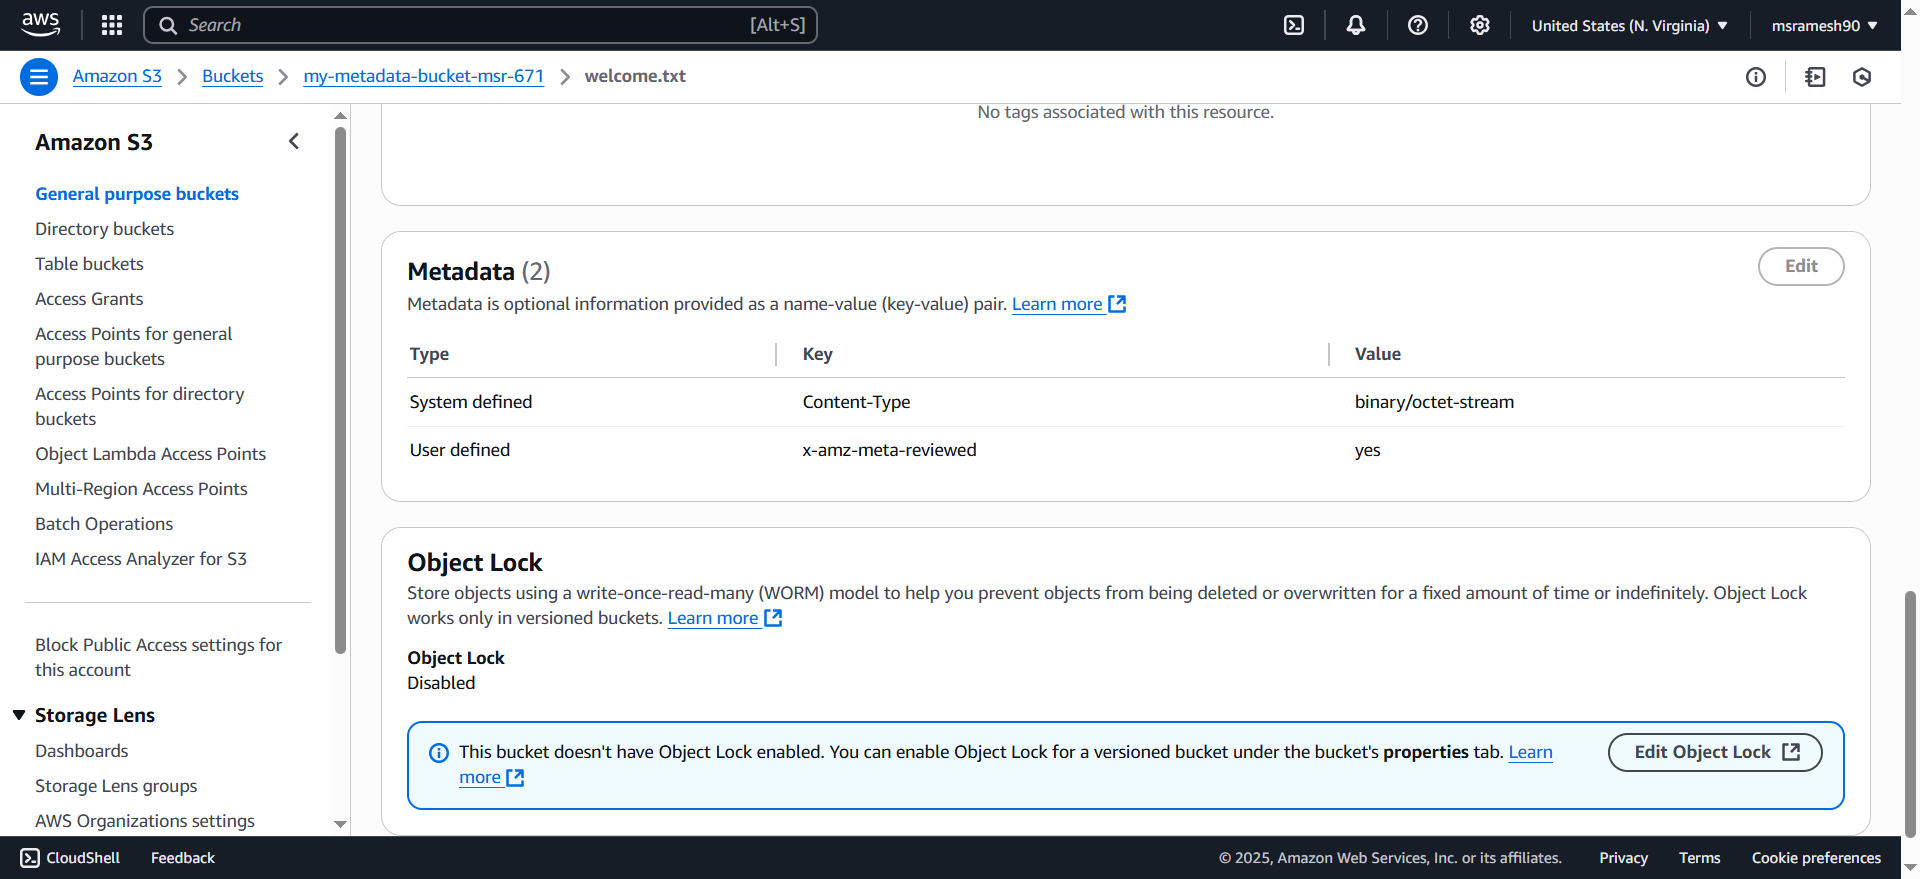 aws
Search
[Alt+S]
United States (N. Virginia)
msramesh90
Amazon S3
Buckets
my-metadata-bucket-msr-671
welcome.txt
Amazon S3
General purpose buckets
Directory buckets
Table buckets
Access Grants
Access Points for general
purpose buckets
Access Points for directory
buckets
Object Lambda Access Points
Multi-Region Access Points
Batch Operations
IAM Access Analyzer for S3
Block Public Access settings for
this account
Storage Lens
Dashboards
Storage Lens groups
AWS Organizations settings
No tags associated with this resource.
Metadata (2)
Edit
Metadata is optional information provided as a name-value (key-value) pair. Learn more
Type Key Value
System defined Content-Type binary/octet-stream
User defined x-amz-meta-reviewed yes
Object Lock
Store objects using a write-once-read-many (WORM) model to help you prevent objects from being deleted or overwritten for a fixed amount of time or indefinitely. Object Lock
works only in versioned buckets. Learn more
Object Lock
Disabled
This bucket doesn't have Object Lock enabled. You can enable Object Lock for a versioned bucket under the bucket's properties tab. Learn
more
Edit Object Lock
CloudShell
Feedback
© 2025, Amazon Web Services, Inc. or its affiliates.
Privacy
Terms
Cookie preferences